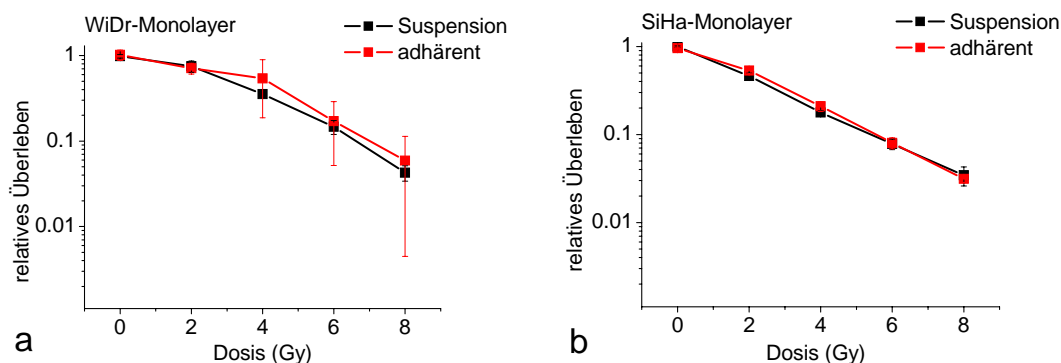 WiDr-Monolayer
Suspension
adhärent
relatives Überleben
1
0.1
0.01
0 2 4 6 8
Dosis (Gy)
a
SiHa-Monolayer
Suspension
adhärent
relatives Überleben
1
0.1
0.01
0 2 4 6 8
Dosis (Gy)
b